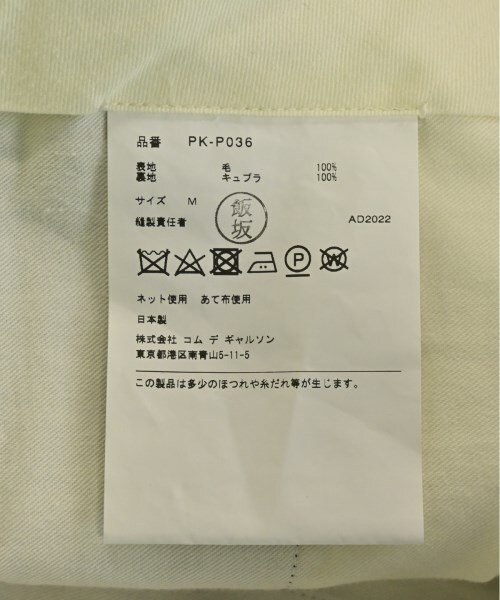 品番 PK-P036
表地 毛 100%
裏地 キュプラ 100%
サイズ M
飯坂
縫製責任者 AD2022
P W
ネット使用 あて布使用
日本製
株式会社 コム デ ギャルソン
東京都港区南青山5-11-5
この製品は多少のほつれや糸だれ等が生じます。